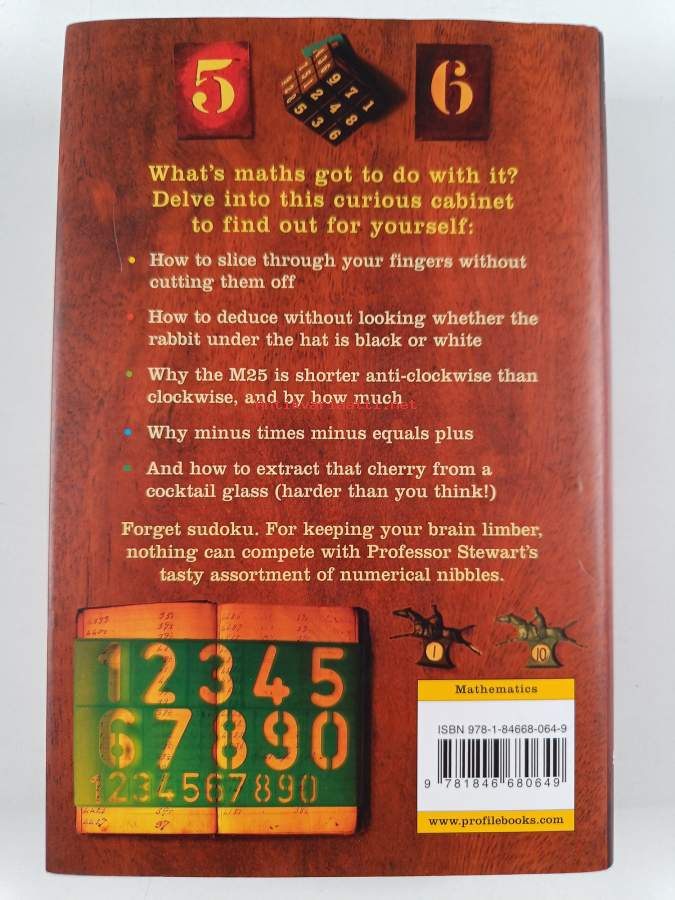 5
6
What's maths got to do with it?
Delve into this curious cabinet
to find out for yourself:
• How to slice through your fingers without
cutting them off
• How to deduce without looking whether the
rabbit under the hat is black or white
• Why the M25 is shorter anti-clockwise than
clockwise, and by how much
• Why minus times minus equals plus
• And how to extract that cherry from a
cocktail glass (harder than you think!)
Forget sudoku. For keeping your brain limber,
nothing can compete with Professor Stewart's
tasty assortment of numerical nibbles.
12345
67890
1234567890
1
10
Mathematics
ISBN 978-1-84668-064-9
9 781846 680649
www.profilebooks.com